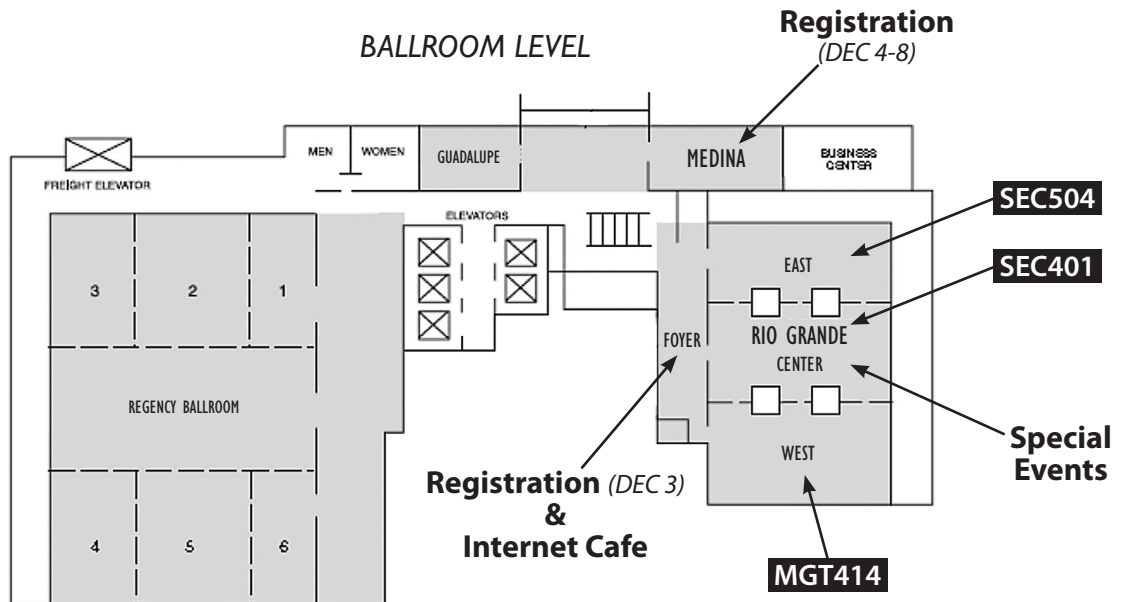 BALLROOM LEVEL
Registration
(DEC 4-8)
MEN
WOMEN
GUADALUPE
MEDINA
BUSINESS
CENTER
FREIGHT ELEVATOR
ELEVATORS
SEC504
SEC401
EAST
3
2
1
FOYER
RIO GRANDE
CENTER
REGENCY BALLROOM
WEST
Special
Events
Registration (DEC 3)
&
Internet Cafe
4
5
6
MGT414